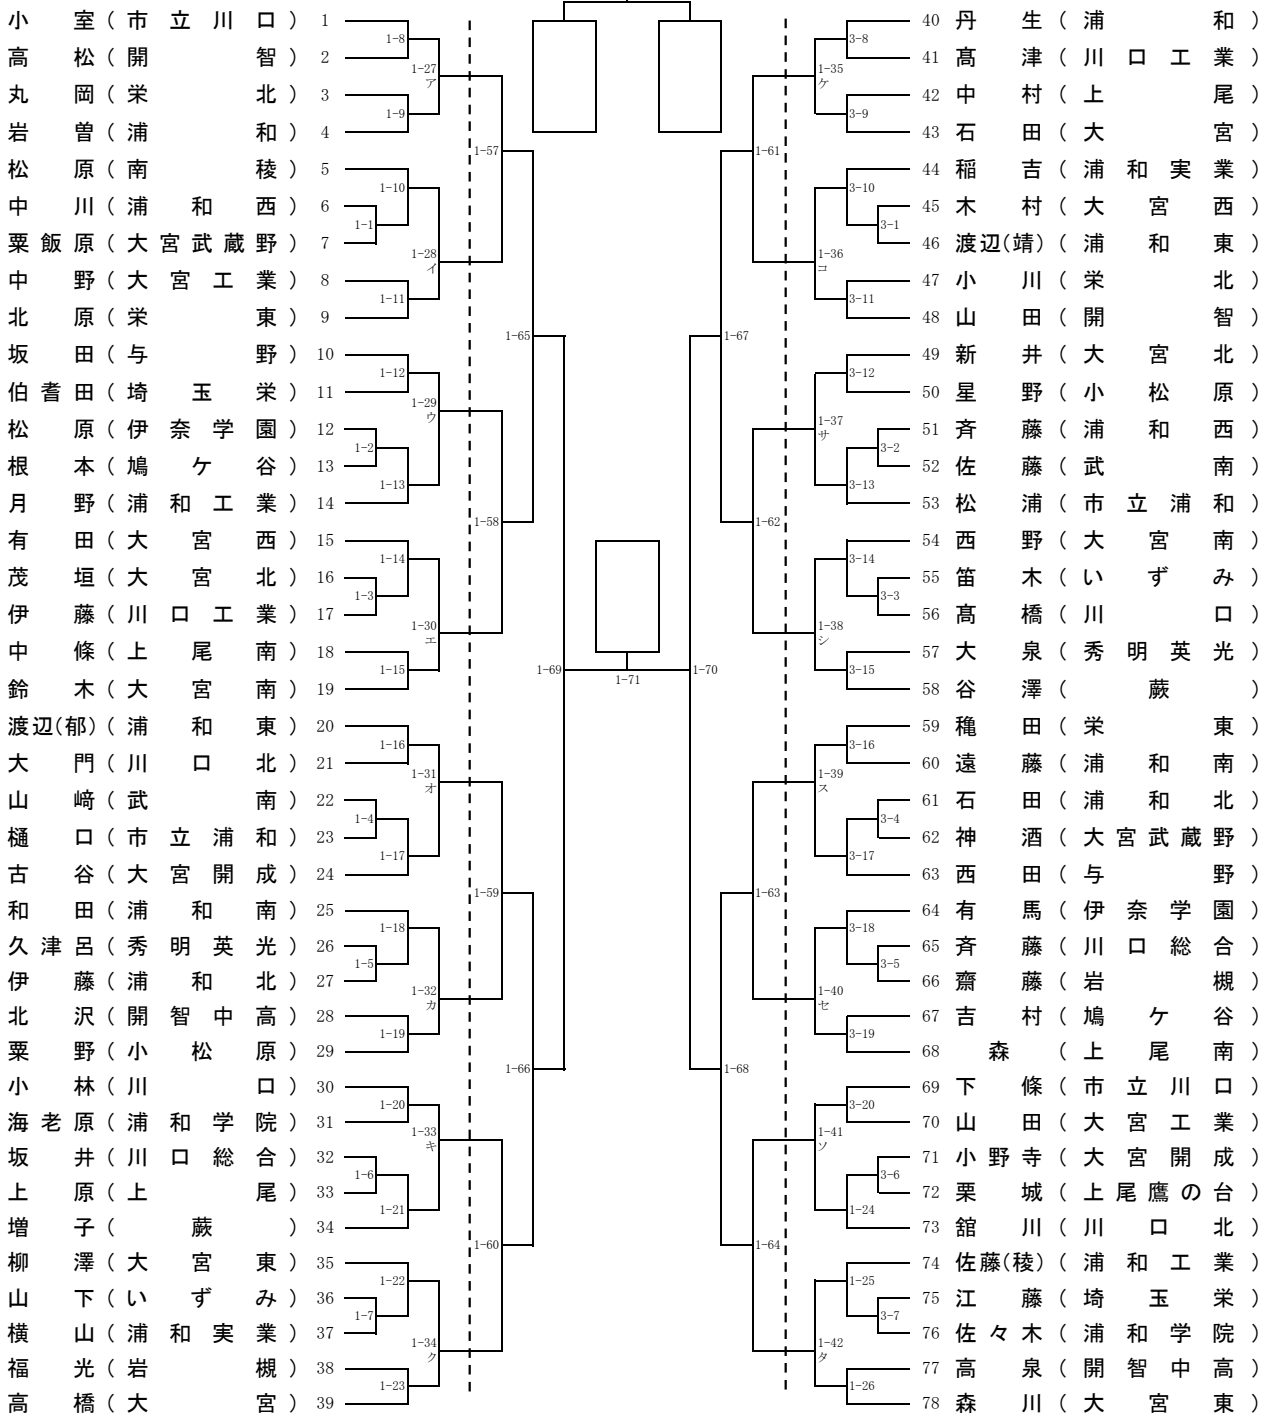 小室(市立川口) 1
高松(開智) 2
丸岡(栄北) 3
岩曽(浦和) 4
松原(南稜) 5
中川(浦和西) 6
粟飯原(大宮武蔵野) 7
中野(大宮工業) 8
北原(栄東) 9
坂田(与野) 10
伯耆田(埼玉栄) 11
松原(伊奈学園) 12
根本(鳩ケ谷) 13
月野(浦和工業) 14
有田(大宮西) 15
茂垣(大宮北) 16
伊藤(川口工業) 17
中條(上尾南) 18
鈴木(大宮南) 19
渡辺(郁)(浦和東) 20
大門(川口北) 21
山﨑(武南) 22
樋口(市立浦和) 23
古谷(大宮開成) 24
和田(浦和南) 25
久津呂(秀明英光) 26
伊藤(浦和北) 27
北沢(開智中高) 28
粟野(小松原) 29
小林(川口) 30
海老原(浦和学院) 31
坂井(川口総合) 32
上原(上尾) 33
増子(蕨) 34
柳澤(大宮東) 35
山下(いずみ) 36
横山(浦和実業) 37
福光(岩槻) 38
高橋(大宮) 39
1-1
1-2
1-3
1-4
1-5
1-6
1-7
1-8
1-9
1-10
1-11
1-12
1-13
1-14
1-15
1-16
1-17
1-18
1-19
1-20
1-21
1-22
1-23
1-27
ア
1-28
イ
1-29
ウ
1-30
エ
1-31
オ
1-32
カ
1-33
キ
1-34
ク
1-57
1-58
1-59
1-60
1-65
1-66
1-69
1-71
1-70
1-67
1-68
1-61
1-62
1-63
1-64
1-35
ケ
1-36
コ
1-37
サ
1-38
シ
1-39
ス
1-40
セ
1-41
ソ
1-42
タ
3-8
3-9
3-10
3-11
3-12
3-13
3-14
3-15
3-16
3-17
3-18
3-19
3-20
1-24
1-25
1-26
3-1
3-2
3-3
3-4
3-5
3-6
3-7
40 丹生(浦和)
41 髙津(川口工業)
42 中村(上尾)
43 石田(大宮)
44 稲吉(浦和実業)
45 木村(大宮西)
46 渡辺(靖)(浦和東)
47 小川(栄北)
48 山田(開智)
49 新井(大宮北)
50 星野(小松原)
51 斉藤(浦和西)
52 佐藤(武南)
53 松浦(市立浦和)
54 西野(大宮南)
55 笛木(いずみ)
56 髙橋(川口)
57 大泉(秀明英光)
58 谷澤(蕨)
59 穐田(栄東)
60 遠藤(浦和南)
61 石田(浦和北)
62 神酒(大宮武蔵野)
63 西田(与野)
64 有馬(伊奈学園)
65 斉藤(川口総合)
66 齋藤(岩槻)
67 吉村(鳩ケ谷)
68 森(上尾南)
69 下條(市立川口)
70 山田(大宮工業)
71 小野寺(大宮開成)
72 栗城(上尾鷹の台)
73 舘川(川口北)
74 佐藤(稜)(浦和工業)
75 江藤(埼玉栄)
76 佐々木(浦和学院)
77 高泉(開智中高)
78 森川(大宮東)